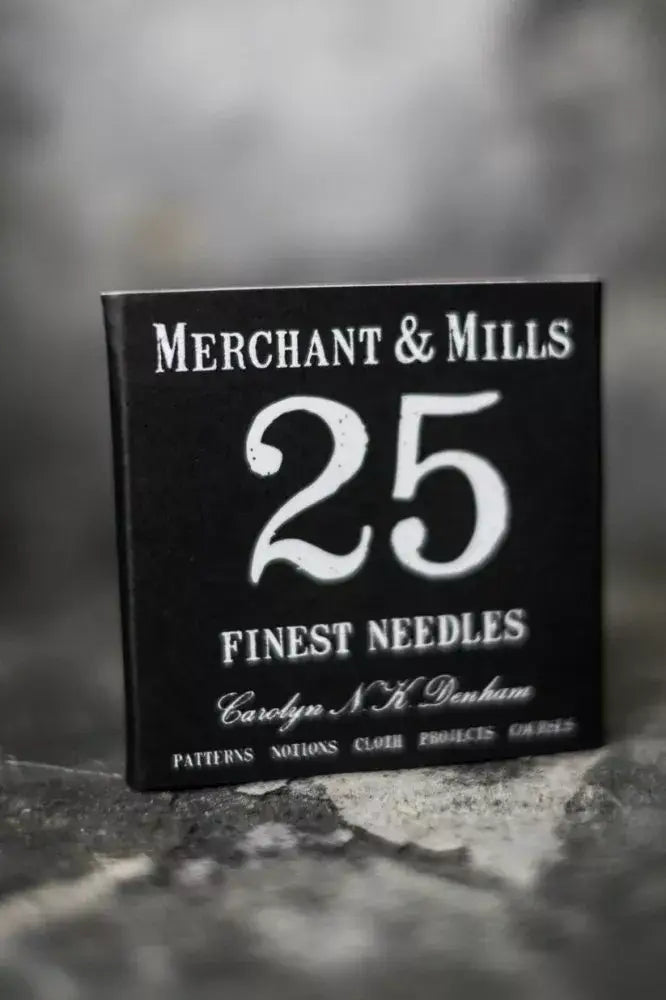 MERCHANT & MILLS
25
FINEST NEEDLES
Carolyn N.K. Denham
PATTERNS NOTIONS CLOTH PROJECTS COURSES